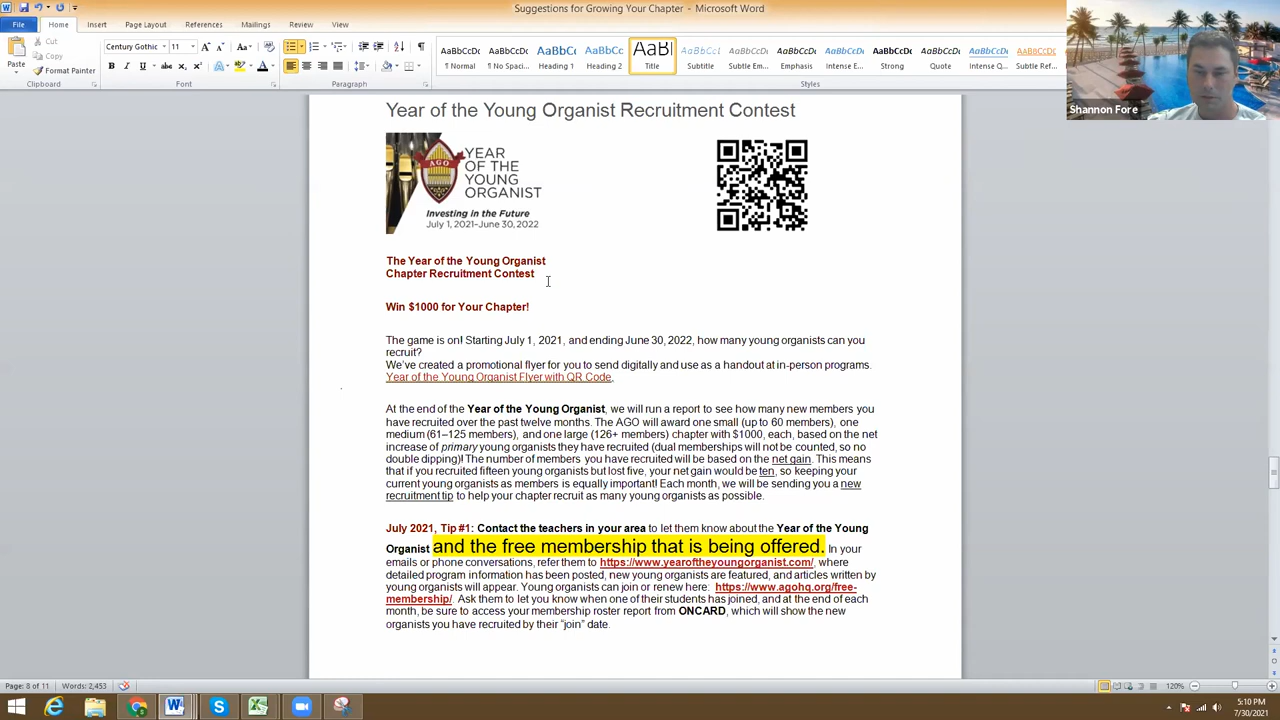 Suggestions for Growing Your Chapter - Microsoft Word
File Home Insert Page Layout References Mailings Review View
Cut
Copy
Format Painter
Paste
Century Gothic 11
AaBbCcDc AaBbCcDc AaBbC AaBbCc AaBl AaBbCcl AaBbCcDc AaBbCcDc AaBbCcDc AaBbCcDc AaBbCcDc AaBbCcDc AaBbCcDc
¶ Normal ¶ No Spaci... Heading 1 Heading 2 Title Subtitle Subtle Em... Emphasis Intense E... Strong Quote Intense Q... Subtle Ref...
Clipboard Font Paragraph Styles
Shannon Fore
Year of the Young Organist Recruitment Contest
AGO
YEAR
OF THE
YOUNG
ORGANIST
Investing in the Future
July 1, 2021-June 30, 2022
The Year of the Young Organist
Chapter Recruitment Contest
Win $1000 for Your Chapter!
The game is on! Starting July 1, 2021, and ending June 30, 2022, how many young organists can you
recruit?
We've created a promotional flyer for you to send digitally and use as a handout at in-person programs.
Year of the Young Organist Flyer with QR Code.
At the end of the Year of the Young Organist, we will run a report to see how many new members you
have recruited over the past twelve months. The AGO will award one small (up to 60 members), one
medium (61–125 members), and one large (126+ members) chapter with $1000, each, based on the net
increase of primary young organists they have recruited (dual memberships will not be counted, so no
double dipping)! The number of members you have recruited will be based on the net gain. This means
that if you recruited fifteen young organists but lost five, your net gain would be ten, so keeping your
current young organists as members is equally important! Each month, we will be sending you a new
recruitment tip to help your chapter recruit as many young organists as possible.
July 2021, Tip #1: Contact the teachers in your area to let them know about the Year of the Young
Organist and the free membership that is being offered. In your
emails or phone conversations, refer them to https://www.yearoftheyoungorganist.com/, where
detailed program information has been posted, new young organists are featured, and articles written by
young organists will appear. Young organists can join or renew here: https://www.agohq.org/free-
membership/. Ask them to let you know when one of their students has joined, and at the end of each
month, be sure to access your membership roster report from ONCARD, which will show the new
organists you have recruited by their “join” date.
Page: 8 of 11 Words: 2,453 120%
5:10 PM
7/30/2021